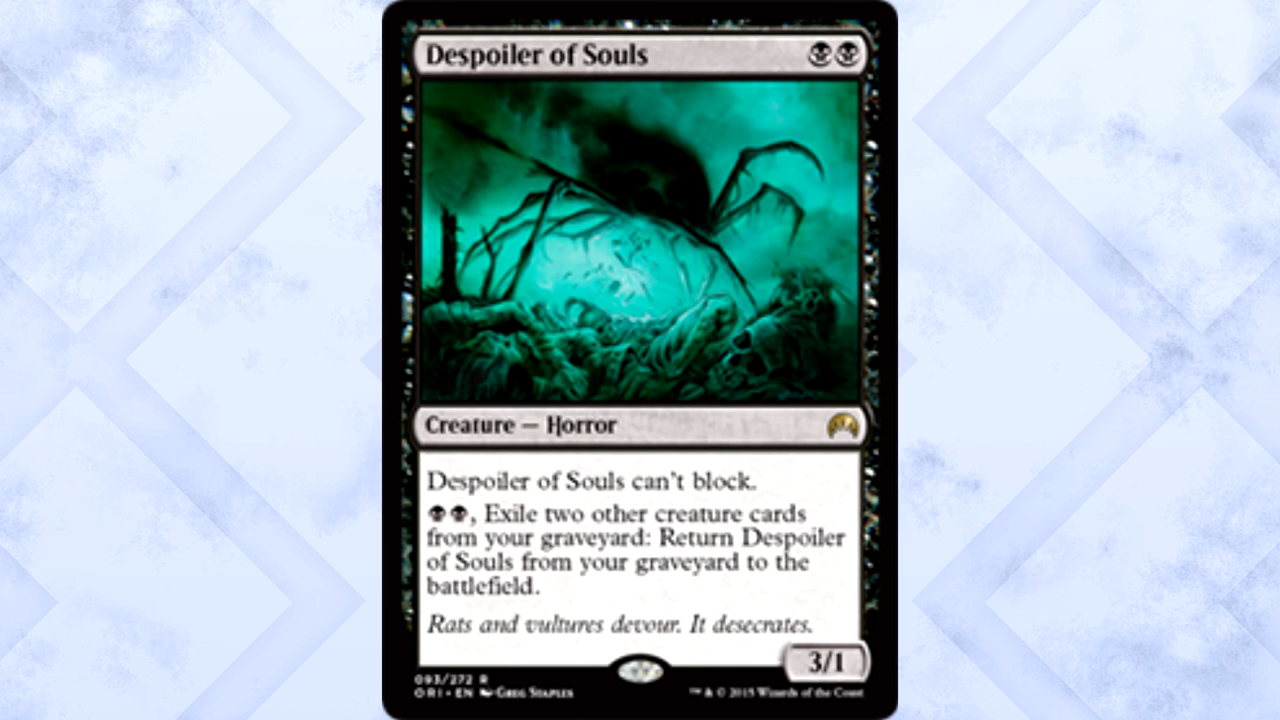 Despoiler of Souls
Creature — Horror
Despoiler of Souls can't block.
, Exile two other creature cards
from your graveyard: Return Despoiler
of Souls from your graveyard to the
battlefield.
Rats and vultures devour. It desecrates.
3/1
093/272 R
ORI • EN Greg Staples
™ & © 2015 Wizards of the Coast